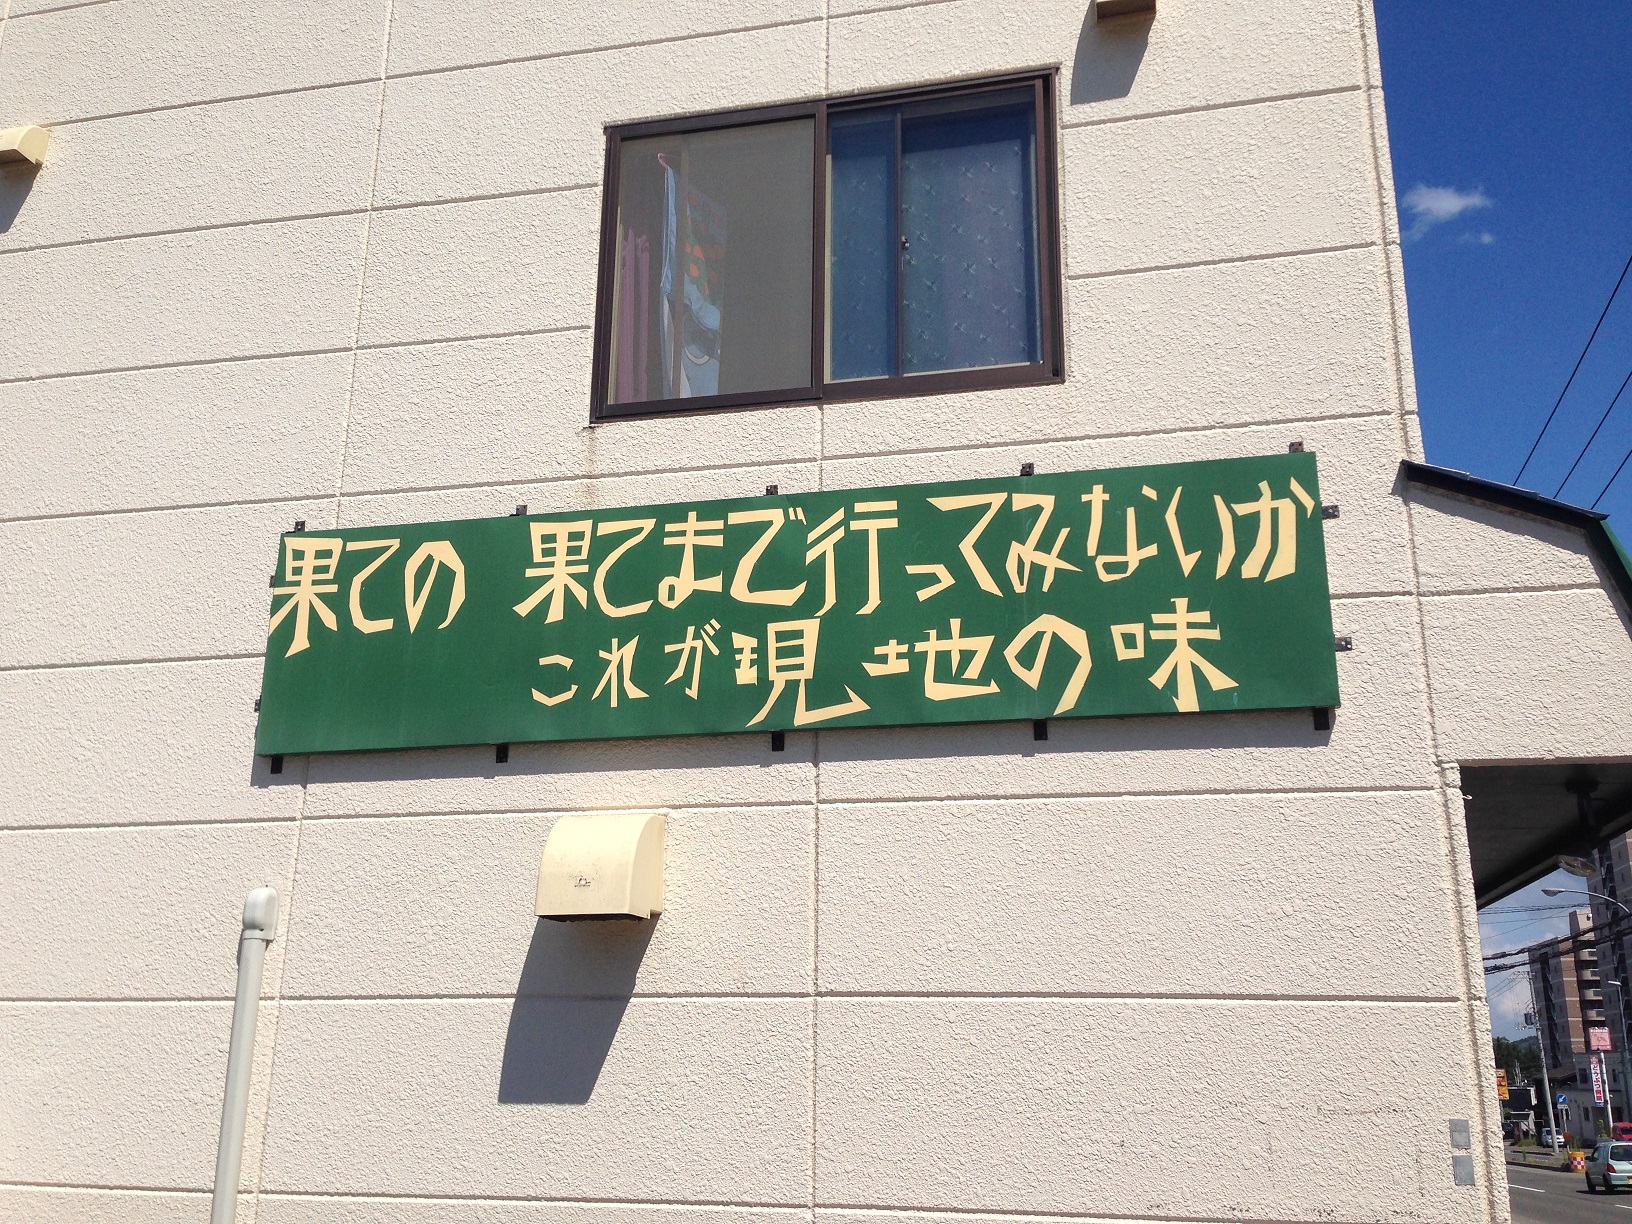 果ての 果てまで行ってみないか
これが現地の味